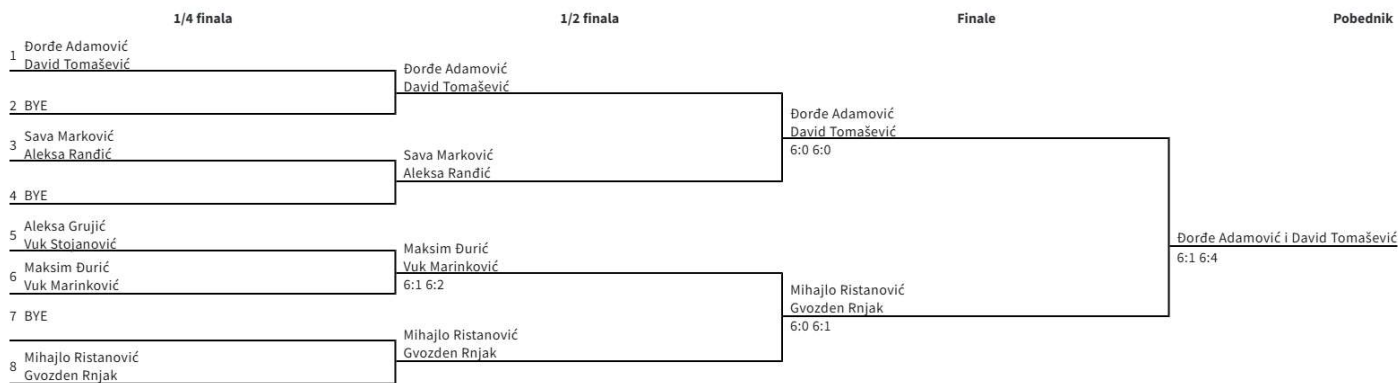 1/4 finala
1/2 finala
Finale
Pobednik
1 Đorđe Adamović
David Tomašević
2 BYE
3 Sava Marković
Aleksa Ranđić
4 BYE
5 Aleksa Grujić
Vuk Stojanović
6 Maksim Đurić
Vuk Marinković
7 BYE
8 Mihajlo Ristanović
Gvozden Rnjak
Đorđe Adamović
David Tomašević
Sava Marković
Aleksa Ranđić
Maksim Đurić
Vuk Marinković
6:1 6:2
Mihajlo Ristanović
Gvozden Rnjak
Đorđe Adamović
David Tomašević
6:0 6:0
Mihajlo Ristanović
Gvozden Rnjak
6:0 6:1
Đorđe Adamović i David Tomašević
6:1 6:4